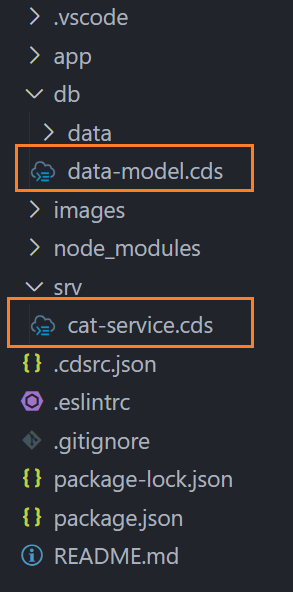 .vscode
app
db
data
data-model.cds
images
node_modules
srv
cat-service.cds
.cdsrc.json
.eslintrc
.gitignore
package-lock.json
package.json
README.md